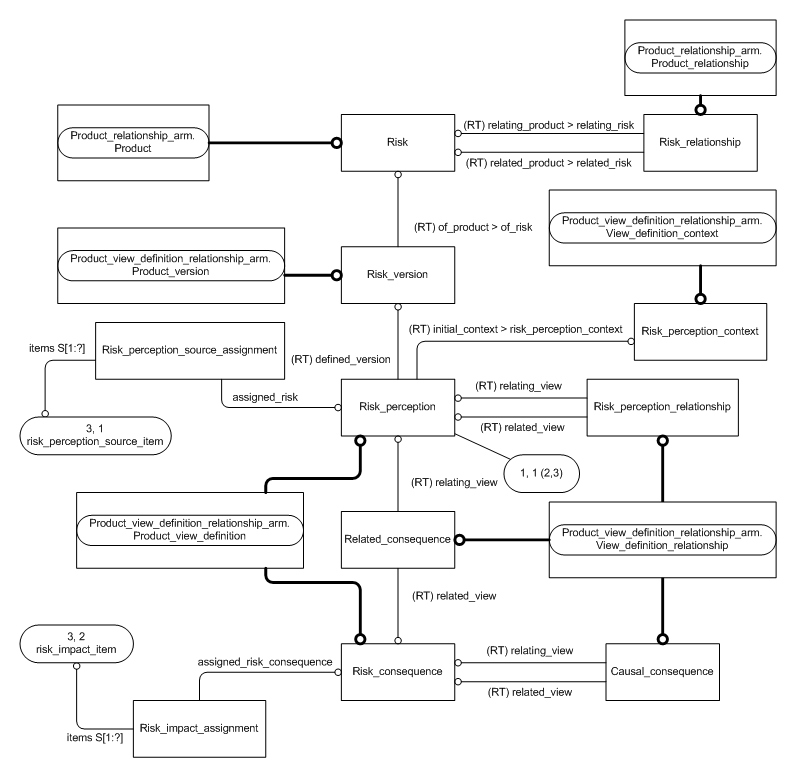 Product_relationship_arm.
Product_relationship
Product_relationship_arm.
Product
Risk
(RT) relating_product > relating_risk
(RT) related_product > related_risk
Risk_relationship
(RT) of_product > of_risk
Product_view_definition_relationship_arm.
View_definition_context
Product_view_definition_relationship_arm.
Product_version
Risk_version
Risk_perception_source_assignment
items S[1:?]
(RT) defined_version
(RT) initial_context > risk_perception_context
Risk_perception_context
assigned_risk
3, 1
risk_perception_source_item
Risk_perception
(RT) relating_view
(RT) related_view
Risk_perception_relationship
1, 1 (2,3)
(RT) relating_view
Product_view_definition_relationship_arm.
Product_view_definition
Related_consequence
Product_view_definition_relationship_arm.
View_definition_relationship
(RT) related_view
3, 2
risk_impact_item
assigned_risk_consequence
Risk_consequence
(RT) relating_view
(RT) related_view
Causal_consequence
items S[1:?]
Risk_impact_assignment